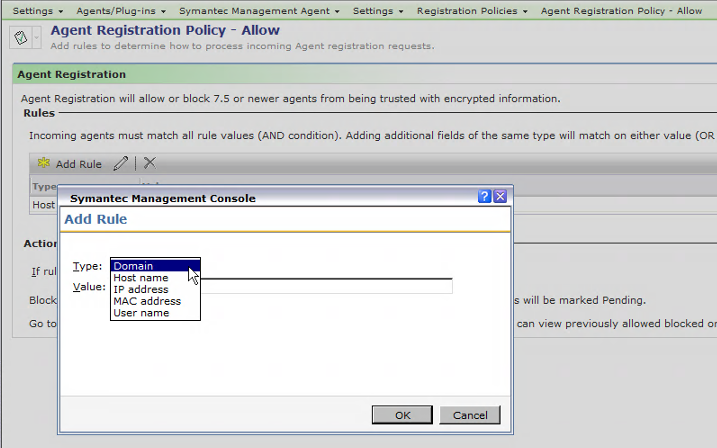 Settings Agents/Plug-ins Symantec Management Agent Settings Registration Policies Agent Registration Policy - Allow
Agent Registration Policy - Allow
Add rules to determine how to process incoming Agent registration requests.
Agent Registration
Agent Registration will allow or block 7.5 or newer agents from being trusted with encrypted information.
Rules
Incoming agents must match all rule values (AND condition). Adding additional fields of the same type will match on either value (OR
Add Rule
Type
Host
Symantec Management Console
Add Rule
Actio
Type: Domain
Host name
If rul
IP address
Value:
MAC address
Block s will be marked Pending.
User name
Go to can view previously allowed blocked or
OK Cancel